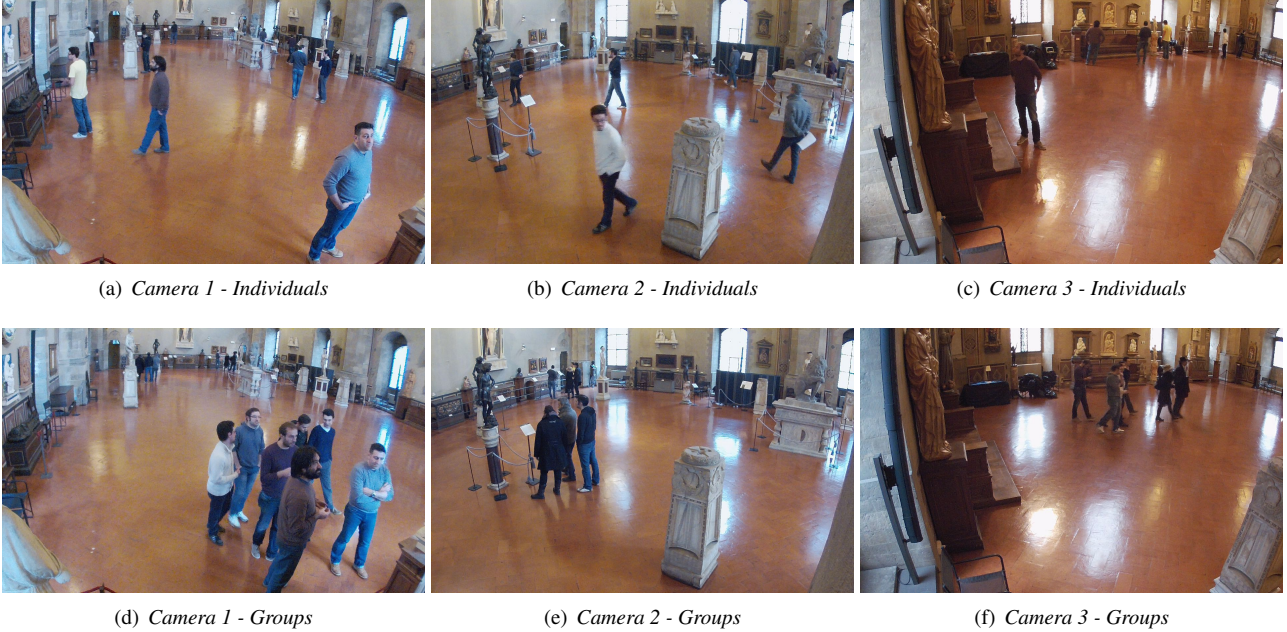 (a) Camera 1 - Individuals
(b) Camera 2 - Individuals
(c) Camera 3 - Individuals
(d) Camera 1 - Groups
(e) Camera 2 - Groups
(f) Camera 3 - Groups